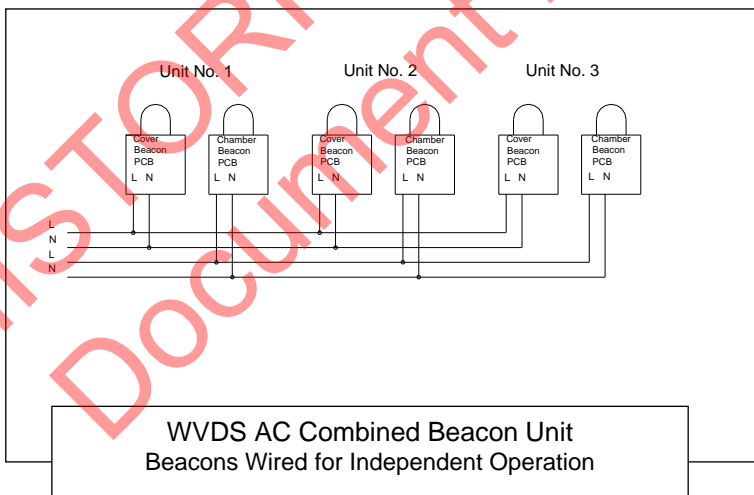 Unit No. 1
Unit No. 2
Unit No. 3
Cover
Beacon
PCB
L N
Chamber
Beacon
PCB
L N
Cover
Beacon
PCB
L N
Chamber
Beacon
PCB
L N
Cover
Beacon
PCB
L N
Chamber
Beacon
PCB
L N
L
N
L
N
WVDS AC Combined Beacon Unit
Beacons Wired for Independent Operation
Document